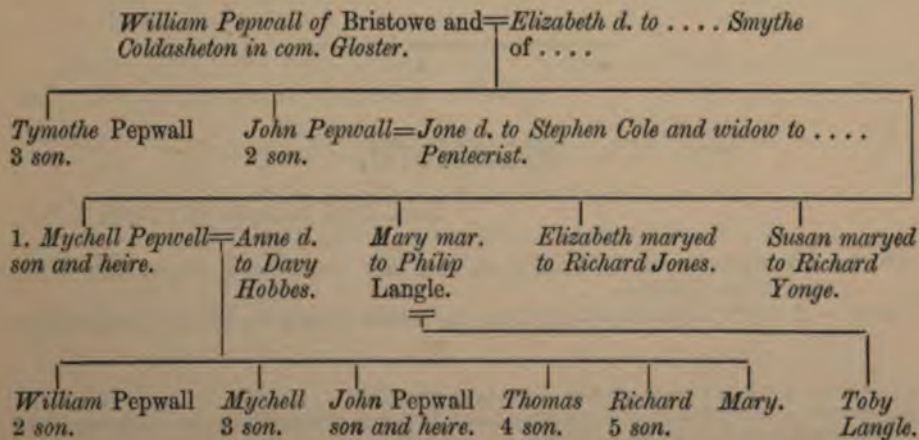 William Pepwall of Bristowe and=Elizabeth d. to . . . . Smythe
Coldasheton in com. Gloster. of . . . .
Tymothe Pepwall
3 son.
John Pepwall=Jone d. to Stephen Cole and widow to . . . .
2 son. Pentecrist.
1. Mychell Pepwell=Anne d.
son and heire. to Davy
Hobbes.
Mary mar.
to Philip
Langle.
Elizabeth maryed
to Richard Jones.
Susan maryed
to Richard
Yonge.
William Pepwall
2 son.
Mychell
3 son.
John Pepwall
son and heire.
Thomas
4 son.
Richard
5 son.
Mary.
Toby
Langle.